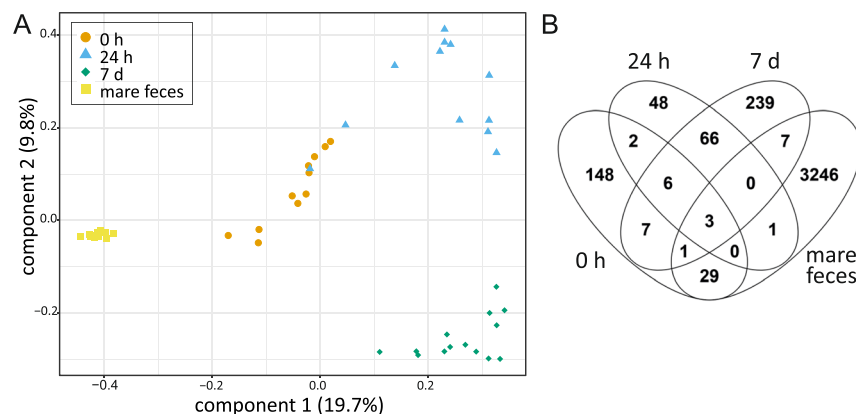 A
0 h
24 h
7 d
mare feces
0.4
0.2
0.0
−0.2
−0.4
−0.2
0.0
0.2
component 2 (9.8%)
component 1 (19.7%)
B
24 h
7 d
48
239
2
66
7
148
6
0
3246
7
3
1
1
0
29
0 h
mare
feces